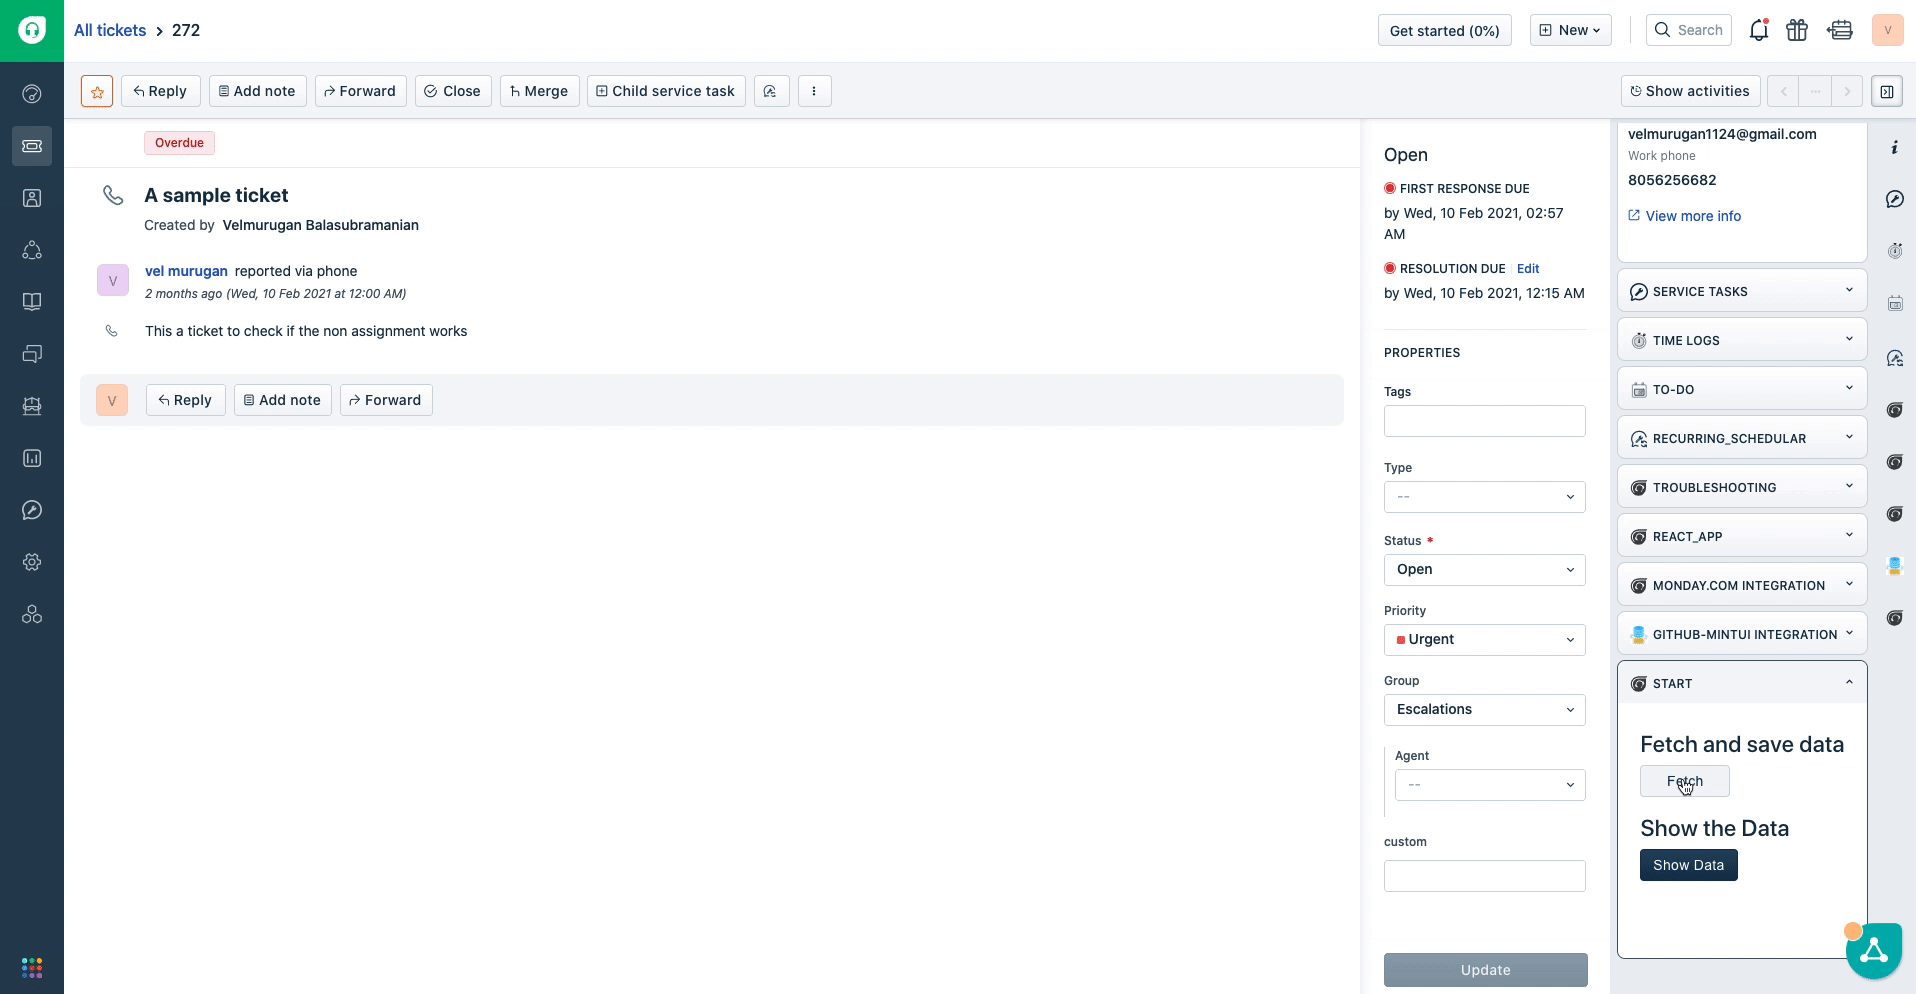 All tickets > 272
Get started (0%)
New
Search
V
Reply
Add note
Forward
Close
Merge
Child service task
Show activities
Overdue
A sample ticket
Created by Velmurugan Balasubramanian
V
vel murugan reported via phone
2 months ago (Wed, 10 Feb 2021 at 12:00 AM)
This a ticket to check if the non assignment works
V
Reply
Add note
Forward
Open
FIRST RESPONSE DUE
by Wed, 10 Feb 2021, 02:57
AM
RESOLUTION DUE Edit
by Wed, 10 Feb 2021, 12:15 AM
PROPERTIES
Tags
Type
--
Status *
Open
Priority
Urgent
Group
Escalations
Agent
--
custom
Update
velmurugan1124@gmail.com
Work phone
8056256682
View more info
SERVICE TASKS
TIME LOGS
TO-DO
RECURRING_SCHEDULAR
TROUBLESHOOTING
REACT_APP
MONDAY.COM INTEGRATION
GITHUB-MINTUI INTEGRATION
START
Fetch and save data
Fetch
Show the Data
Show Data